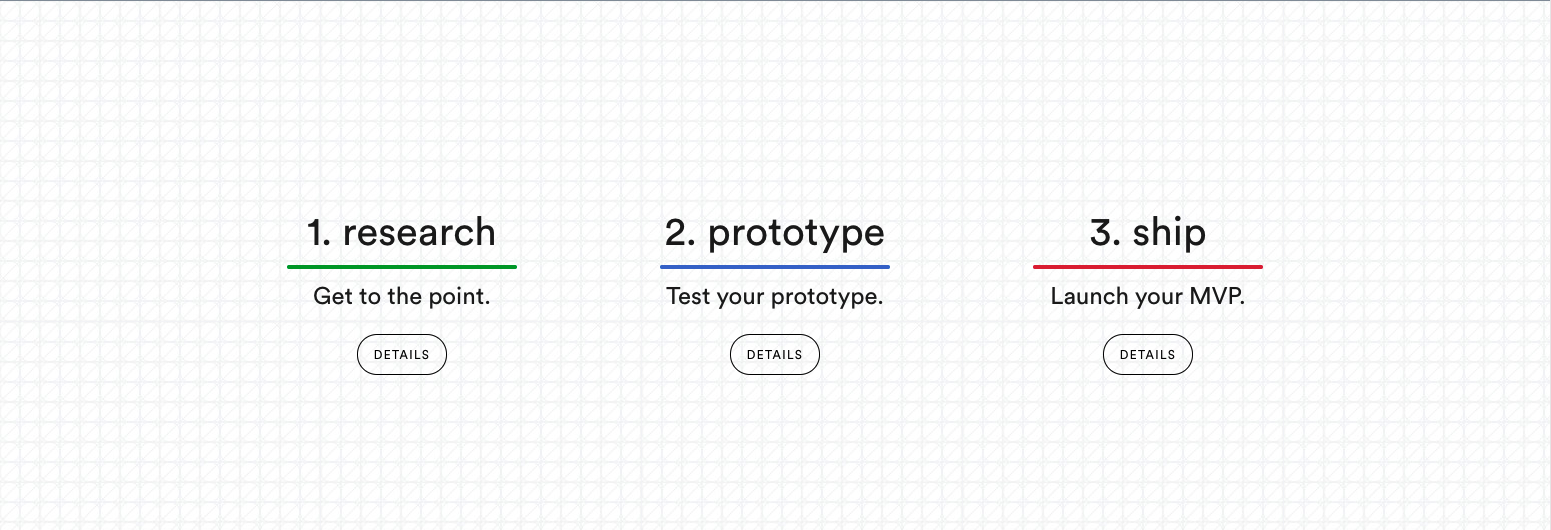 1. research
Get to the point.
DETAILS
2. prototype
Test your prototype.
DETAILS
3. ship
Launch your MVP.
DETAILS